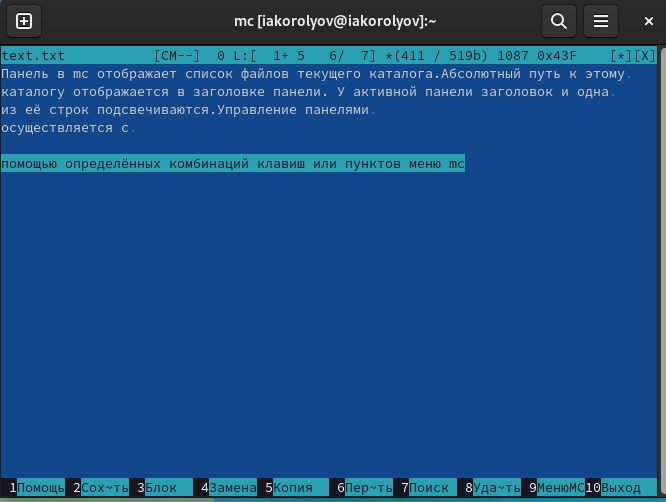 mc [iakorolyov@iakorolyov]:~
text.txt [CM--] 0 L:[ 1+ 5 6/ 7] *(411 / 519b) 1087 0x43F [*][X]
Панель в mc отображает список файлов текущего каталога.Абсолютный путь к этому.
каталогу отображается в заголовке панели. У активной панели заголовок и одна.
из её строк подсвечиваются.Управление панелями.
осуществляется с.
помощью определённых комбинаций клавиш или пунктов меню mc
1Помощь 2Сох~ть 3Блок 4Замена 5Копия 6Пер~ть 7Поиск 8Уда~ть 9МенюMC10Выход